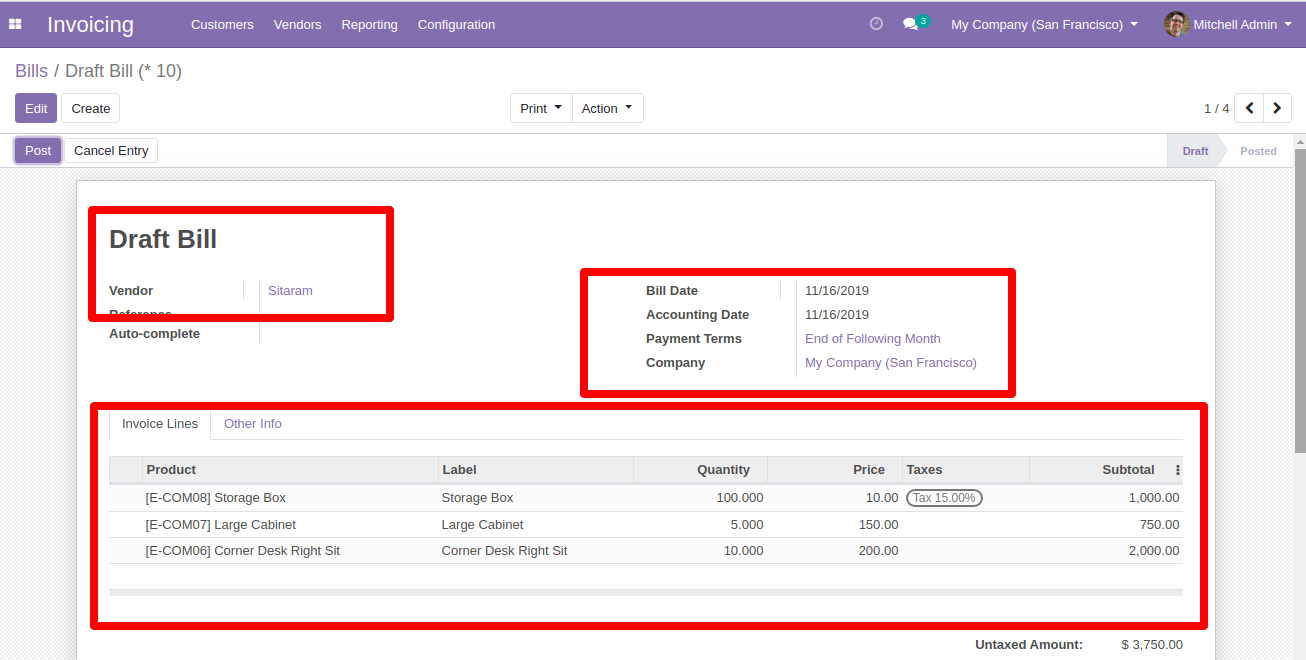 Invoicing Customers Vendors Reporting Configuration 3 My Company (San Francisco) Mitchell Admin
Bills / Draft Bill (* 10)
Edit Create Print Action 1 / 4
Post Cancel Entry Draft Posted
Draft Bill
Vendor Sitaram
Reference
Auto-complete
Bill Date 11/16/2019
Accounting Date 11/16/2019
Payment Terms End of Following Month
Company My Company (San Francisco)
Invoice Lines Other Info
Product Label Quantity Price Taxes Subtotal
[E-COM08] Storage Box Storage Box 100.000 10.00 Tax 15.00% 1,000.00
[E-COM07] Large Cabinet Large Cabinet 5.000 150.00 750.00
[E-COM06] Corner Desk Right Sit Corner Desk Right Sit 10.000 200.00 2,000.00
Untaxed Amount: $ 3,750.00